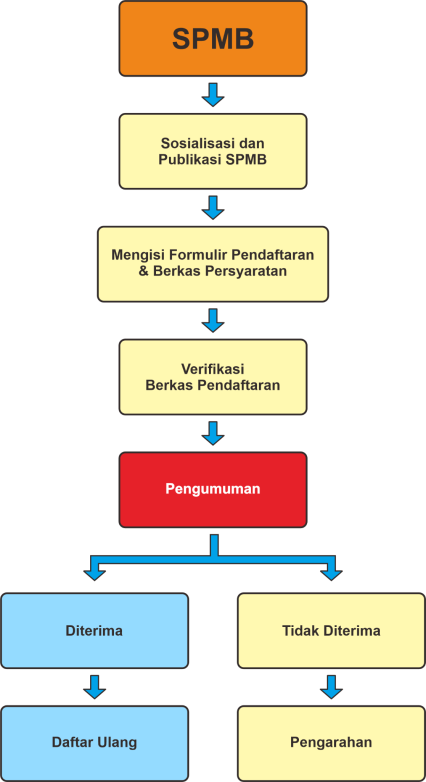 SPMB
Sosialisasi dan
Publikasi SPMB
Mengisi Formulir Pendaftaran
& Berkas Persyaratan
Verifikasi
Berkas Pendaftaran
Pengumuman
Diterima
Tidak Diterima
Daftar Ulang
Pengarahan